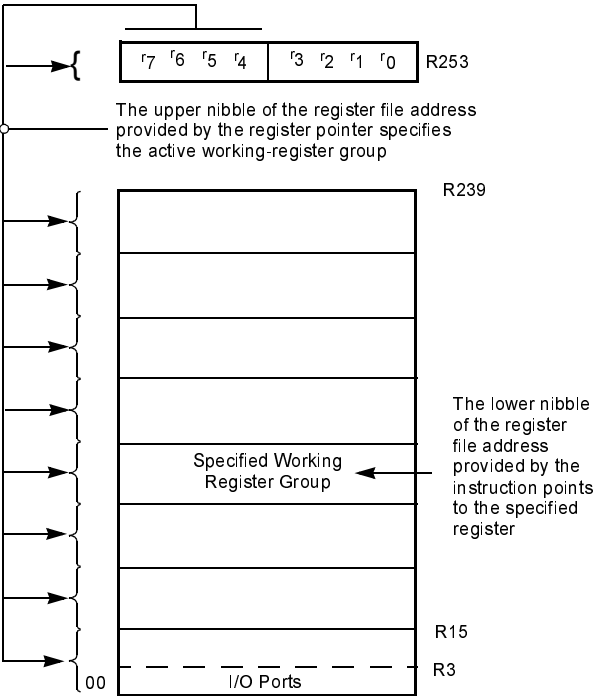 r7 r6 r5 r4 r3 r2 r1 r0 R253
The upper nibble of the register file address
provided by the register pointer specifies
the active working-register group
R239
The lower nibble
of the register
file address
provided by the
instruction points
to the specified
register
Specified Working
Register Group
R15
R3
00 I/O Ports